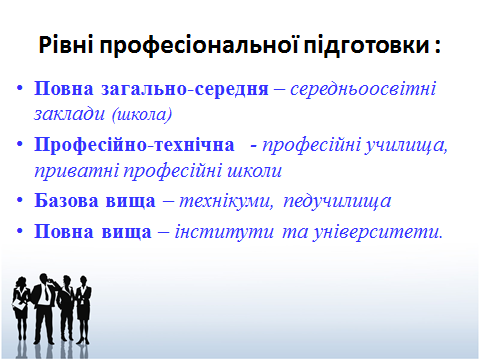 Рівні професіональної підготовки :
• Повна загально-середня – середньоосвітні
заклади (школа)
• Професійно-технічна - професійні училища,
приватні професійні школи
• Базова вища – технікуми, педучилища
• Повна вища – інститути та університети.